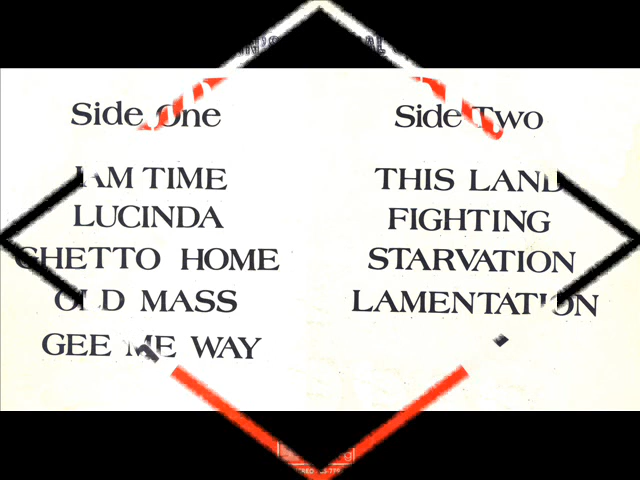 Side One
I AM TIME
LUCINDA
GHETTO HOME
OLD MASS
GEE ME WAY
Side Two
THIS LAND
FIGHTING
STARVATION
LAMENTATION